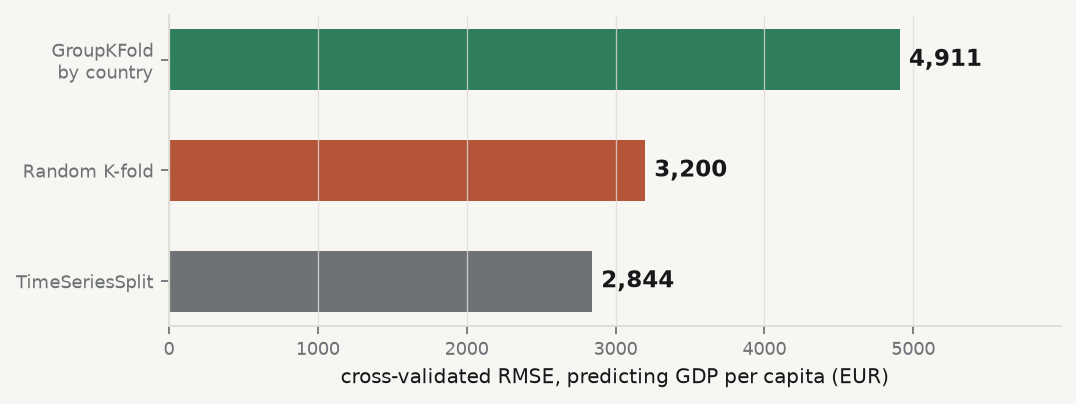 GroupKFold
by country
4,911
Random K-fold
3,200
TimeSeriesSplit
2,844
0 1000 2000 3000 4000 5000
cross-validated RMSE, predicting GDP per capita (EUR)